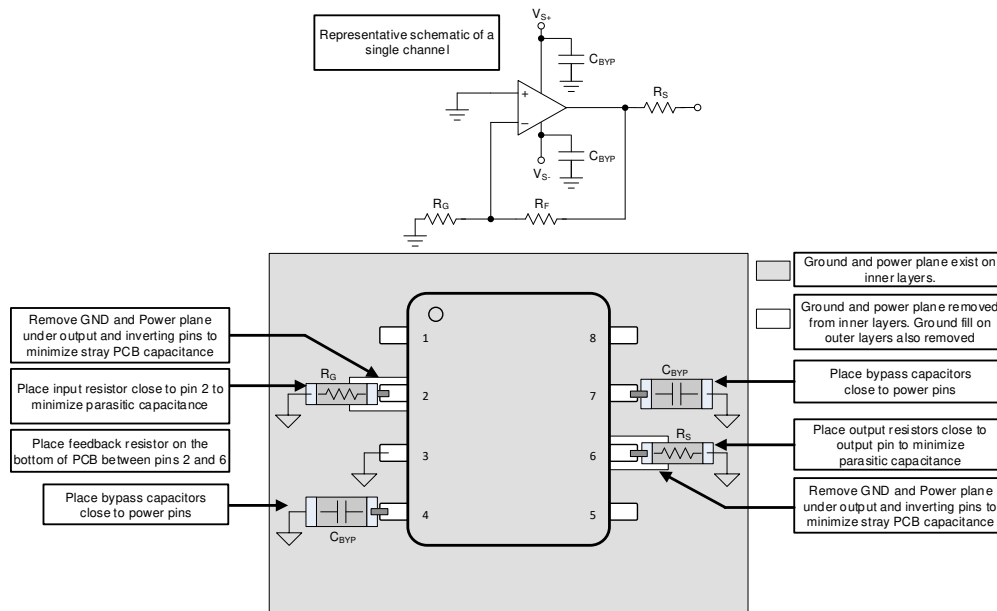 Representative schematic of a
single channel
VS+
CBYP
RS
+
−
CBYP
VS-
RG
RF
Ground and power plane exist on
inner layers.
Ground and power plane removed
from inner layers. Ground fill on
outer layers also removed
Remove GND and Power plane
under output and inverting pins to
minimize stray PCB capacitance
Place input resistor close to pin 2 to
minimize parasitic capacitance
Place feedback resistor on the
bottom of PCB between pins 2 and 6
Place bypass capacitors
close to power pins
RG
1
2
3
4
CBYP
8
7
6
5
CBYP
RS
Place bypass capacitors
close to power pins
Place output resistors close to
output pin to minimize
parasitic capacitance
Remove GND and Power plane
under output and inverting pins to
minimize stray PCB capacitance